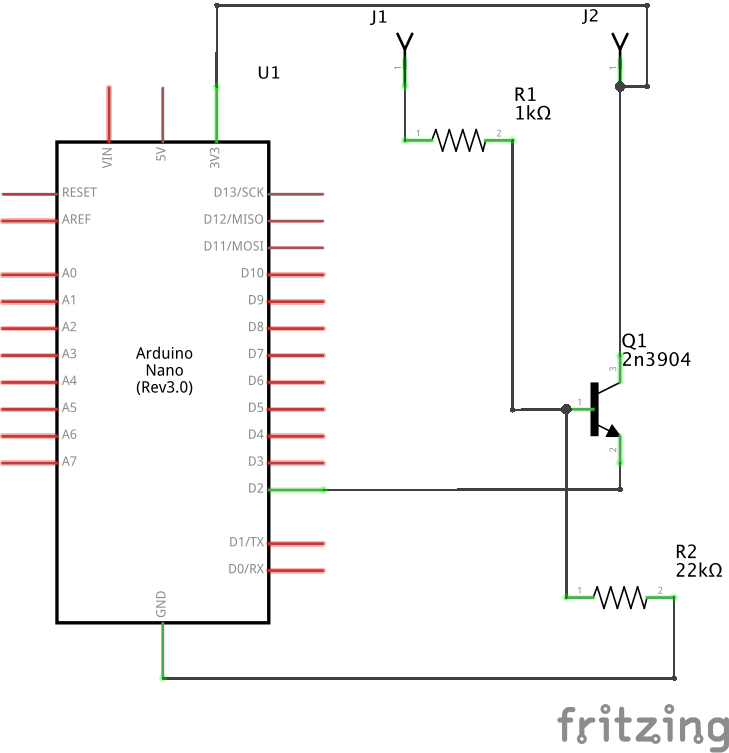 J1
J2
U1
1
1
R1
1kΩ
1
2
VIN
5V
3V3
RESET
AREF
A0
A1
A2
A3
A4
A5
A6
A7
D13/SCK
D12/MISO
D11/MOSI
D10
D9
D8
D7
D6
D5
D4
D3
D2
D1/TX
D0/RX
Arduino
Nano
(Rev3.0)
GND
Q1
2n3904
3
1
2
R2
22kΩ
1
2
fritzing